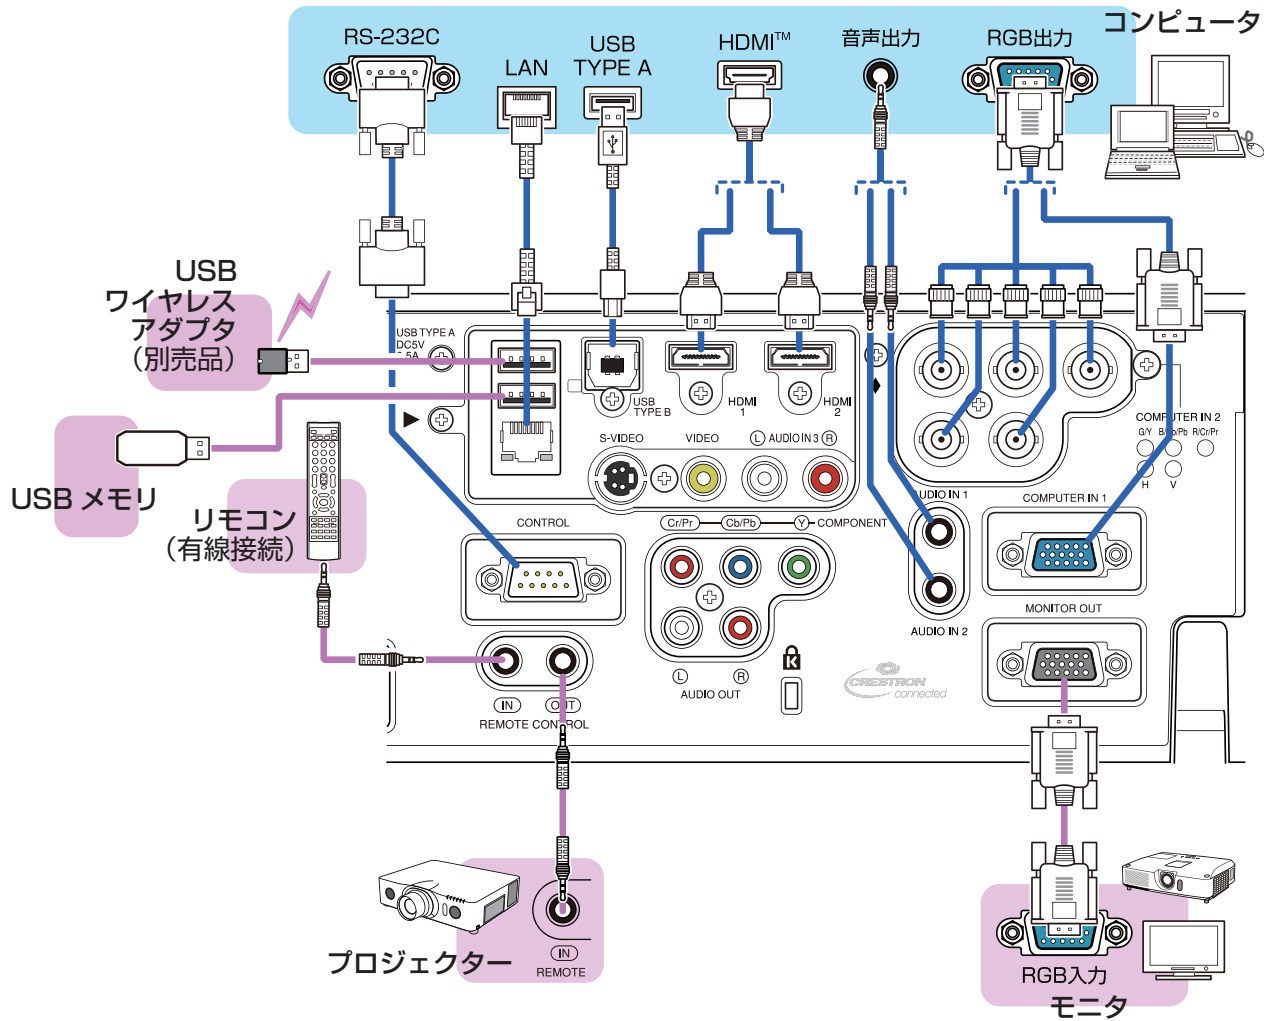 コンピュータ
RS-232C
LAN
USB
TYPE A
HDMI™
音声出力
RGB出力
USB
ワイヤレス
アダプタ
（別売品）
USB メモリ
リモコン
（有線接続）
USB TYPE A
DC5V
.5A
USB
TYPE B
HDMI
1
HDMI
2
S-VIDEO
VIDEO
L AUDIO IN 3 R
CONTROL
Cr/Pr
Cb/Pb
Y
COMPONENT
L
R
AUDIO OUT
K
IN
OUT
REMOTE CONTROL
AUDIO IN 1
AUDIO IN 2
COMPUTER IN 2
G/Y B/Cb/Pb R/Cr/Pr
H V
COMPUTER IN 1
MONITOR OUT
CRESTRON
connected
プロジェクター
IN
REMOTE
RGB入力
モニタ